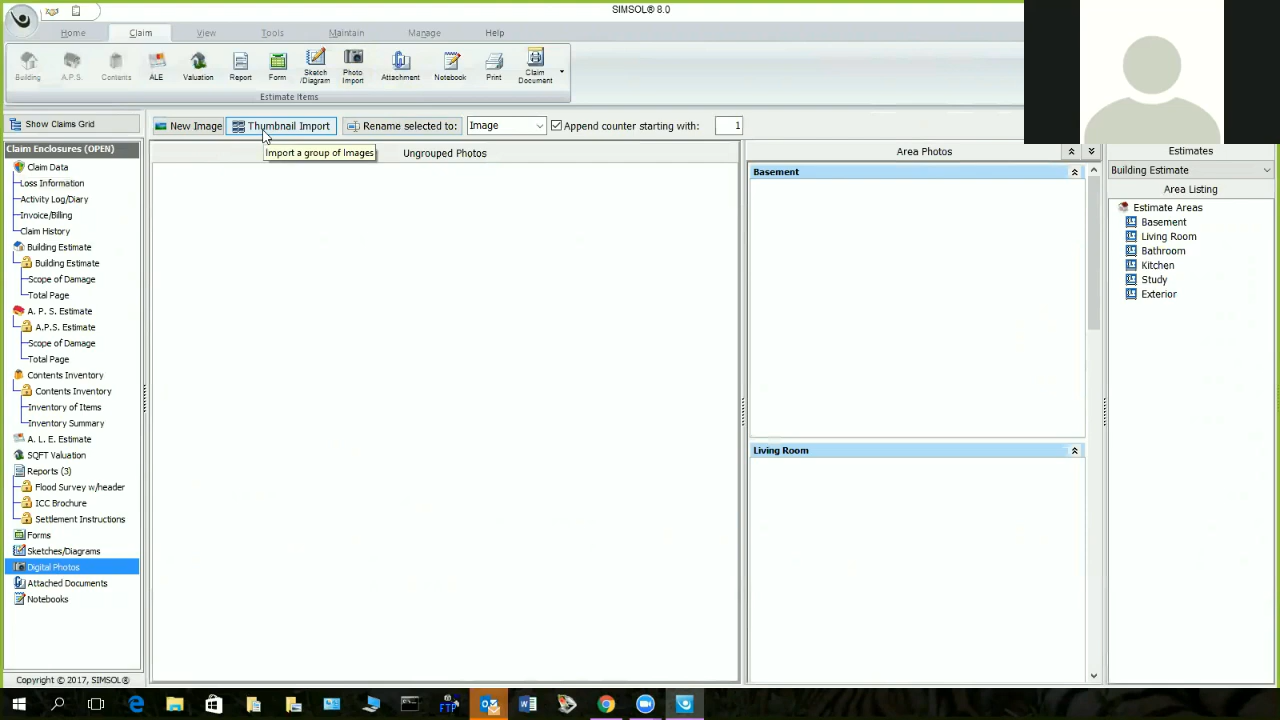 SIMSOL® 8.0
Home Claim View Tools Maintain Manage Help
Building A.P.S. Contents ALE Valuation Report Form Sketch /Diagram Photo Import Attachment Notebook Print Claim Document
Estimate Items
Show Claims Grid
New Image Thumbnail Import Rename selected to: Image Append counter starting with: 1
Import a group of Images
Claim Enclosures (OPEN)
Claim Data
Loss Information
Activity Log/Diary
Invoice/Billing
Claim History
Building Estimate
Building Estimate
Scope of Damage
Total Page
A. P. S. Estimate
A.P.S. Estimate
Scope of Damage
Total Page
Contents Inventory
Contents Inventory
Inventory of Items
Inventory Summary
A. L. E. Estimate
SQFT Valuation
Reports (3)
Flood Survey w/header
ICC Brochure
Settlement Instructions
Forms
Sketches/Diagrams
Digital Photos
Attached Documents
Notebooks
Copyright © 2017, SIMSOL®
Ungrouped Photos
Area Photos
Basement
Living Room
Estimates
Building Estimate
Area Listing
Estimate Areas
Basement
Living Room
Bathroom
Kitchen
Study
Exterior
FTP